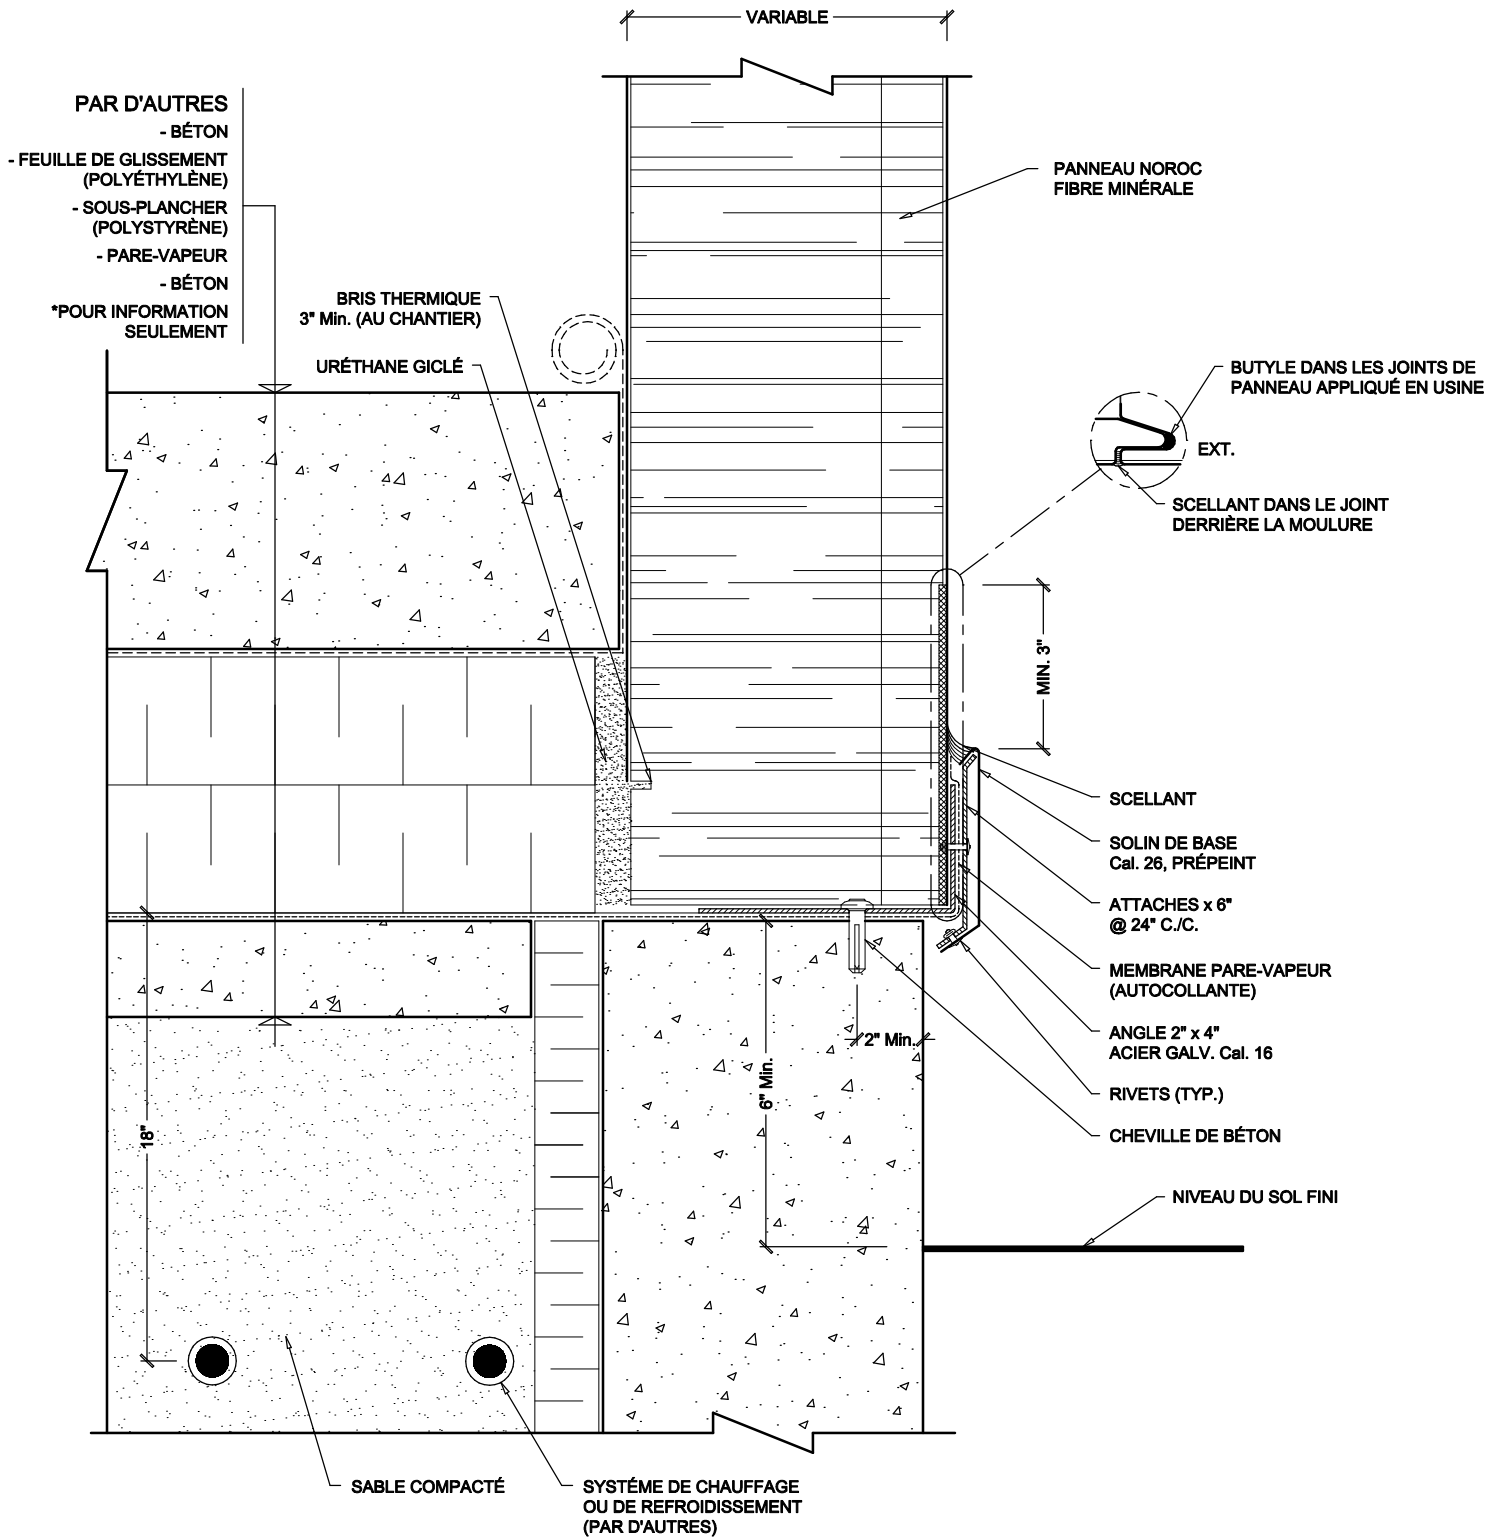 VARIABLE
PAR D'AUTRES
- BÉTON
- FEUILLE DE GLISSEMENT
(POLYÉTHYLÈNE)
- SOUS-PLANCHER
(POLYSTYRÈNE)
- PARE-VAPEUR
- BÉTON
*POUR INFORMATION
SEULEMENT
BRIS THERMIQUE
3" Min. (AU CHANTIER)
URÉTHANE GICLÉ
PANNEAU NOROC
FIBRE MINÉRALE
BUTYLE DANS LES JOINTS DE
PANNEAU APPLIQUÉ EN USINE
EXT.
SCELLANT DANS LE JOINT
DERRIÈRE LA MOULURE
MIN. 3"
SCELLANT
SOLIN DE BASE
Cal. 26, PRÉPEINT
ATTACHES x 6"
@ 24" C./C.
MEMBRANE PARE-VAPEUR
(AUTOCOLLANTE)
ANGLE 2" x 4"
ACIER GALV. Cal. 16
RIVETS (TYP.)
CHEVILLE DE BÉTON
2" Min.
6" Min.
18"
NIVEAU DU SOL FINI
SABLE COMPACTÉ
SYSTÉME DE CHAUFFAGE
OU DE REFROIDISSEMENT
(PAR D'AUTRES)